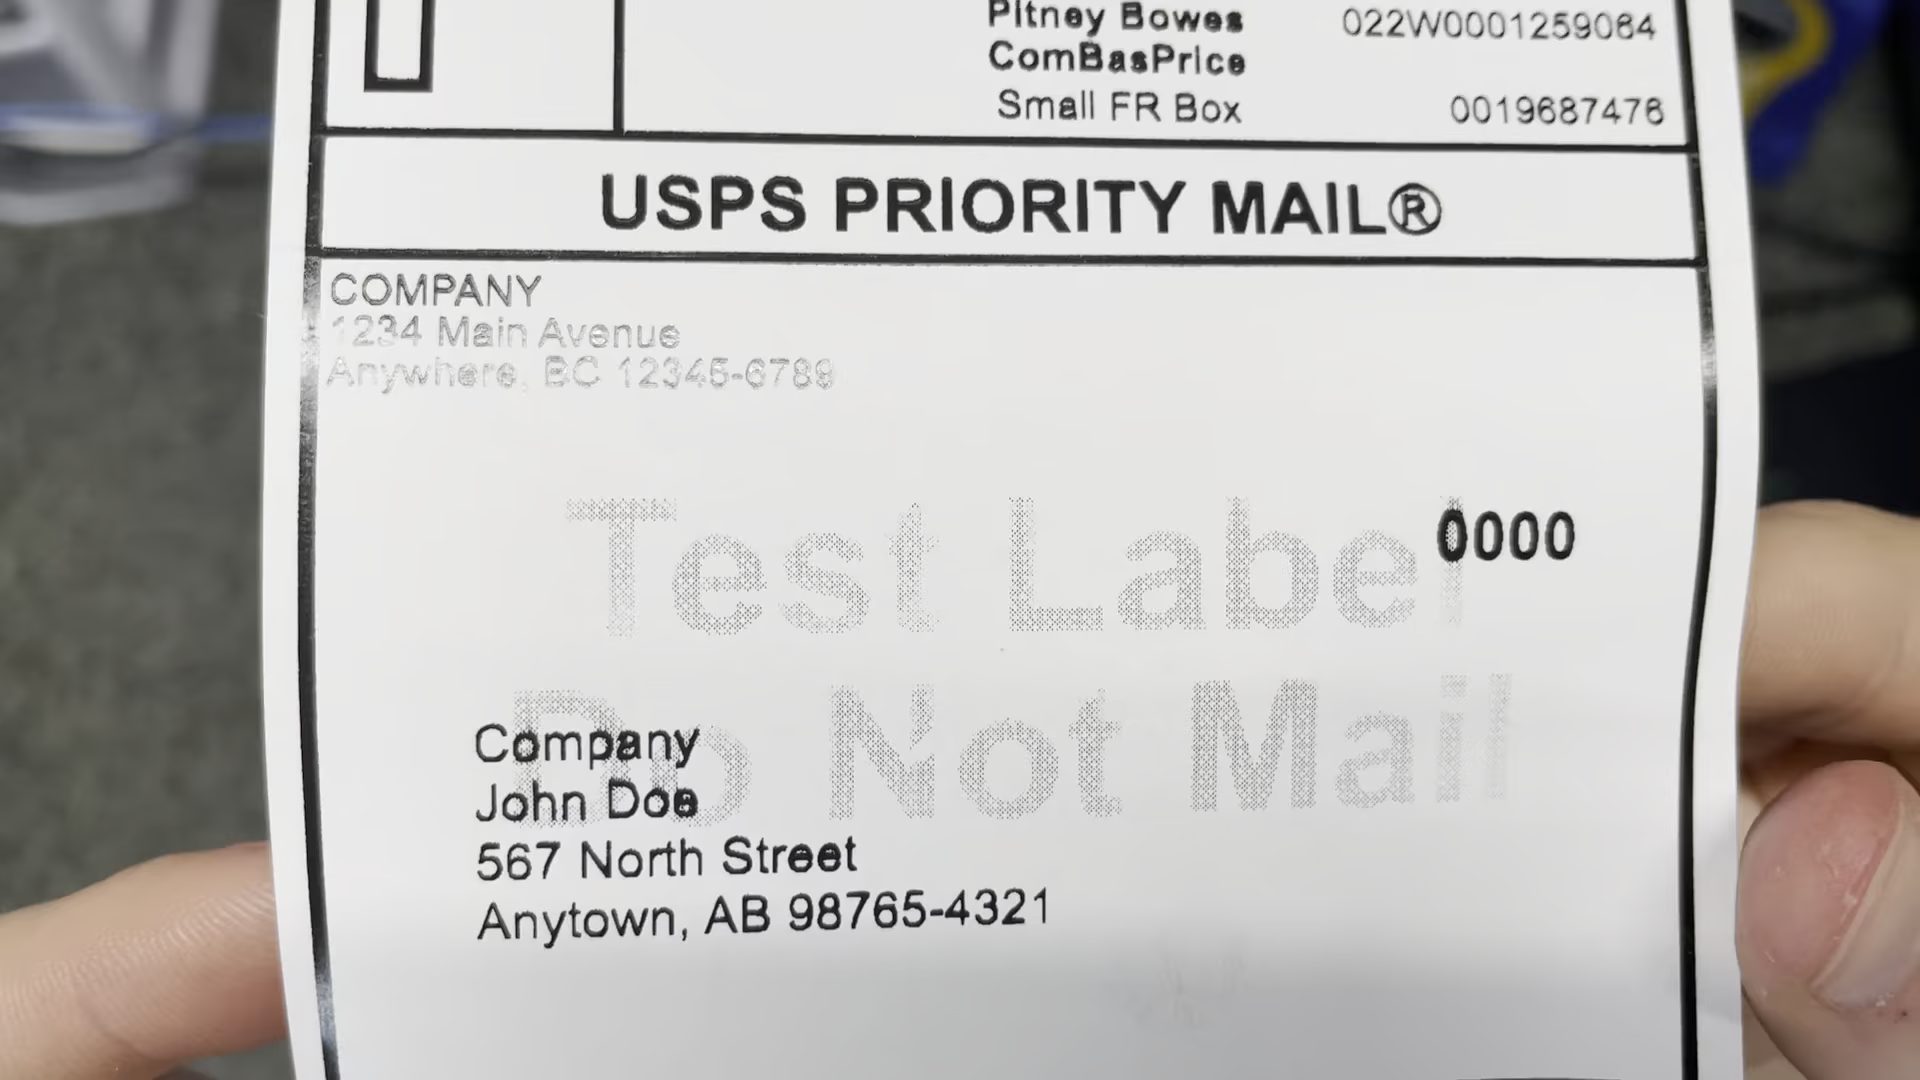 Pitney Bowes 022W0001259064
ComBasPrice
Small FR Box 0019687476
USPS PRIORITY MAIL®
COMPANY
1234 Main Avenue
Anywhere, BC 12345-6789
Test Label
0000
Do Not Mail
Company
John Doe
567 North Street
Anytown, AB 98765-4321